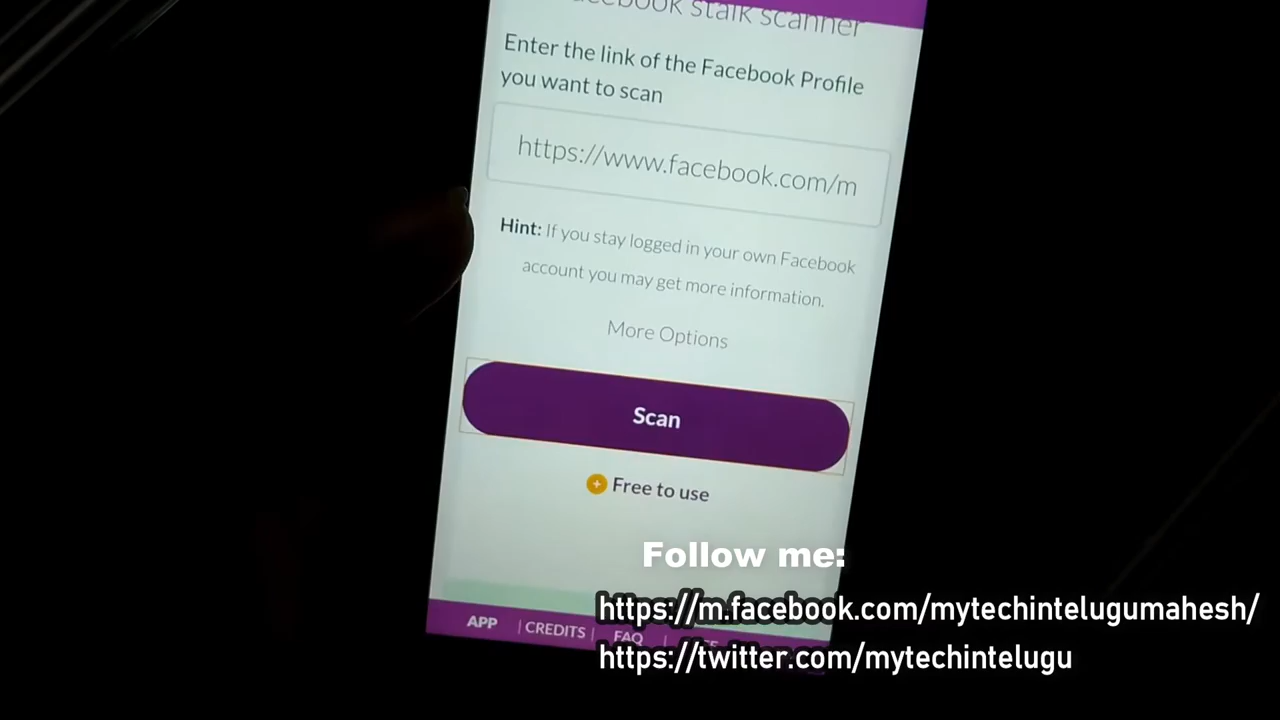 stalk scanner
Enter the link of the Facebook Profile
you want to scan
https://www.facebook.com/m
Hint: If you stay logged in your own Facebook
account you may get more information.
More Options
Scan
Free to use
APP | CREDITS | FAQ |
Follow me:
https://m.facebook.com/mytechintelugumahesh/
https://twitter.com/mytechintelugu